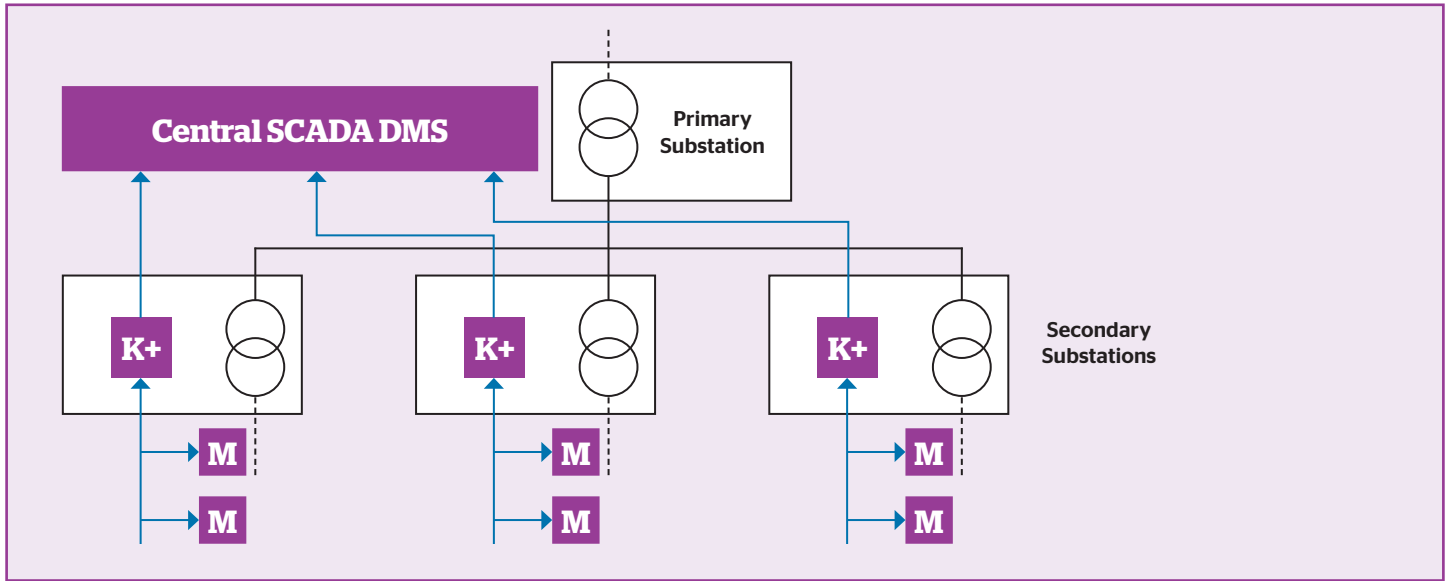 Central SCADA DMS
Primary
Substation
K+
K+
K+
Secondary
Substations
M
M
M
M
M
M